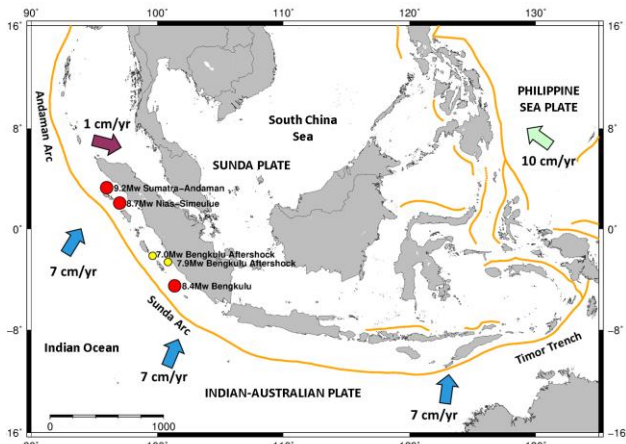 90° 100° 110° 120° 130°
16° 16°
PHILIPPINE
SEA PLATE
South China
Sea
Andaman Arc
1 cm/yr
10 cm/yr
8° 8°
SUNDA PLATE
9.2Mw Sumatra-Andaman
8.7Mw Nias-Simeulue
0° 0°
7.0Mw Bengkulu Aftershock
7.9Mw Bengkulu Aftershock
7 cm/yr
8.4Mw Bengkulu
Sunda Arc
-8° -8°
Indian Ocean
Timor Trench
7 cm/yr
INDIAN-AUSTRALIAN PLATE
7 cm/yr
0 1000